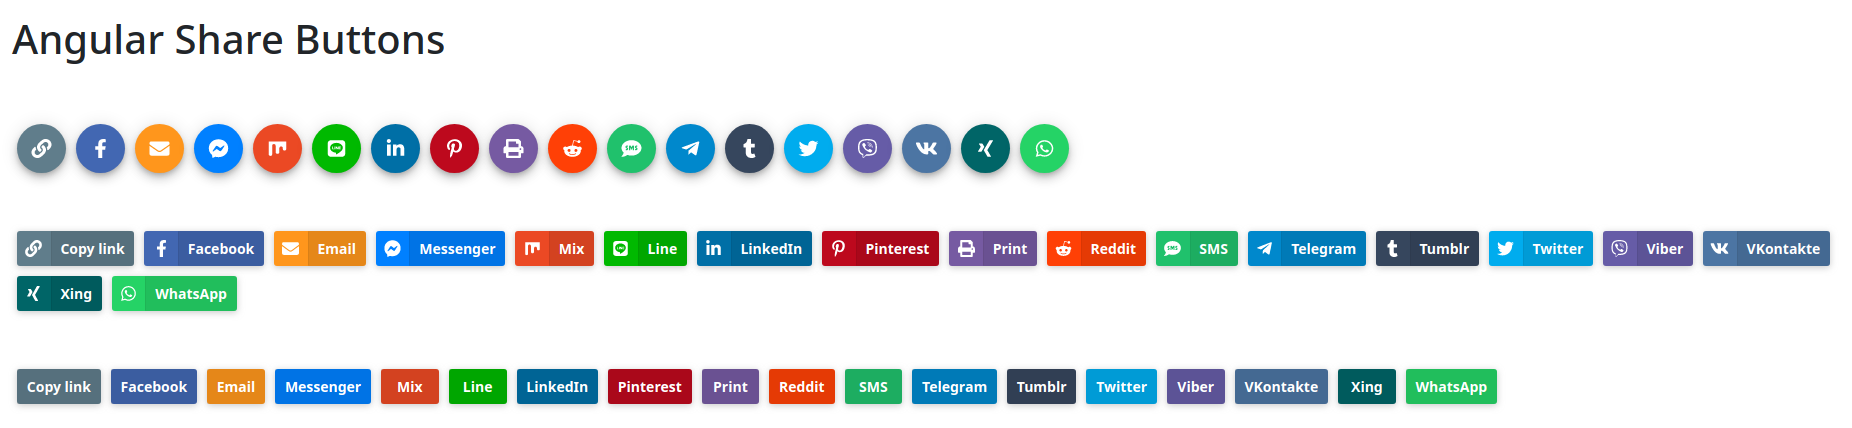 Angular Share Buttons
Copy link Facebook Email Messenger Mix Line LinkedIn Pinterest Print Reddit SMS Telegram Tumblr Twitter Viber VKontakte
Xing WhatsApp
Copy link Facebook Email Messenger Mix Line LinkedIn Pinterest Print Reddit SMS Telegram Tumblr Twitter Viber VKontakte Xing WhatsApp